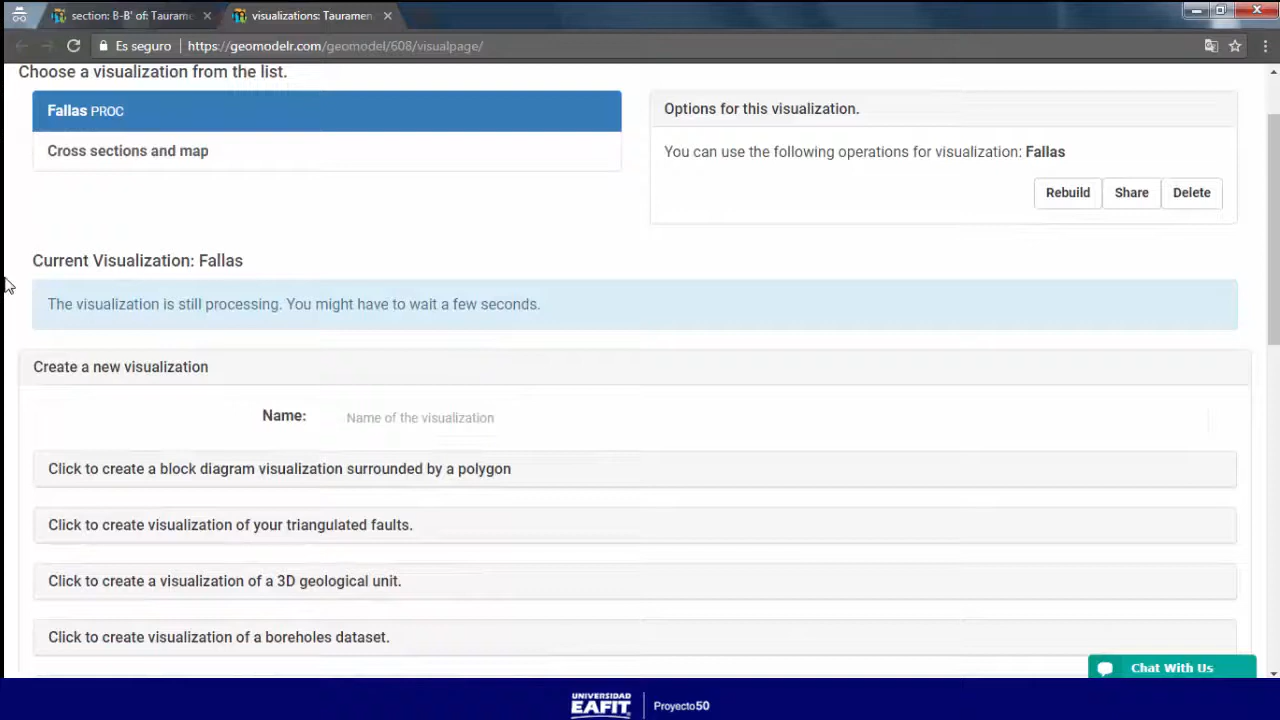 section: B-B' of: Taurame
visualizations: Tauramen
Es seguro
https://geomodelr.com/geomodel/608/visualpage/
Choose a visualization from the list.
Fallas PROC
Cross sections and map
Options for this visualization.
You can use the following operations for visualization: Fallas
Rebuild
Share
Delete
Current Visualization: Fallas
The visualization is still processing. You might have to wait a few seconds.
Create a new visualization
Name:
Name of the visualization
Click to create a block diagram visualization surrounded by a polygon
Click to create visualization of your triangulated faults.
Click to create a visualization of a 3D geological unit.
Click to create visualization of a boreholes dataset.
Chat With Us
UNIVERSIDAD
EAFIT
Proyecto50